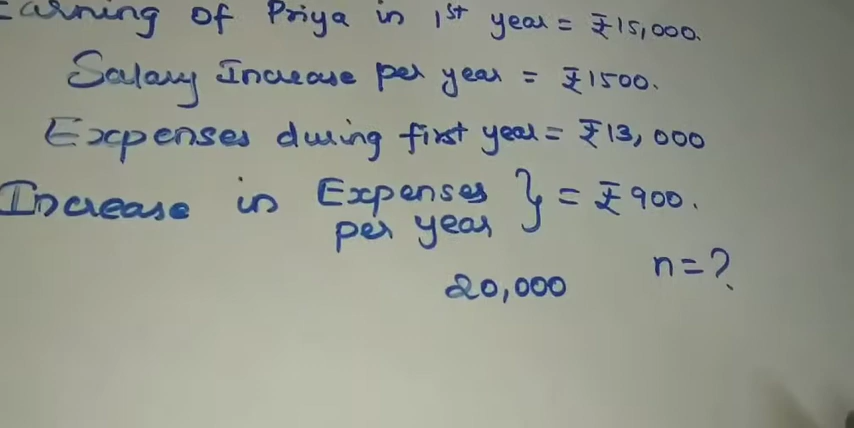 Earning of Priya in 1st year = ₹15,000.
Salary Increase per year = ₹1500.
Expenses during first year = ₹13,000
Increase in Expenses per year } = ₹900.
20,000 n=?